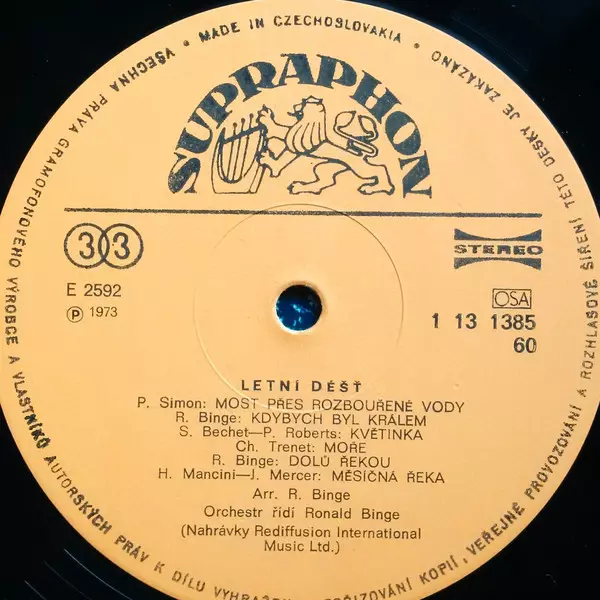 MADE IN CZECHOSLOVAKIA • VŠECHNA PRÁVA GRAMOFONOVÉHO VÝROBCE A VLASTNÍKŮ AUTORSKÝCH PRÁV K DÍLU VYHRAŽENA KOPÍÍ, VEŘEJNÉ PROVOZOVÁNÍ A ROZHLASOVÉ ŠÍŘENÍ TÉTO DESKY JE ZAKÁZÁNO •
SUPRAPHON
33
STEREO
E 2592
℗ 1973
OSA
1 13 1385
60
LETNÍ DÉŠŤ
P. Simon: MOST PŘES ROZBOUŘENÉ VODY
R. Binge: KDYBYCH BYL KRÁLEM
S. Bechet—P. Roberts: KVĚTINKA
Ch. Trenet: MOŘE
R. Binge: DOLŮ ŘEKOU
H. Mancini—J. Mercer: MĚSÍČNÁ ŘEKA
Arr. R. Binge
Orchestr řídí Ronald Binge
(Nahrávky Rediffusion International
Music Ltd.)